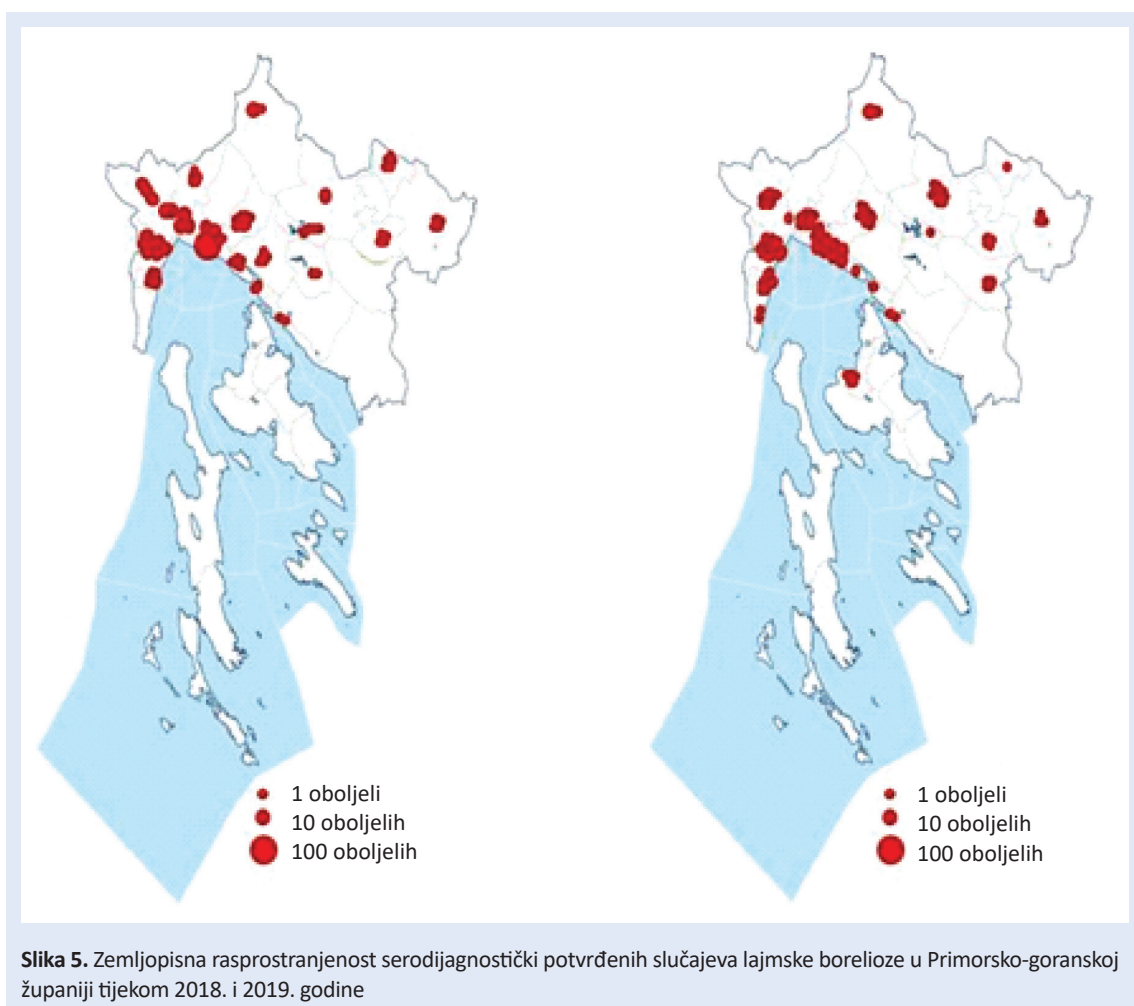 1 oboljeli
10 oboljelih
100 oboljelih
1 oboljeli
10 oboljelih
100 oboljelih
Slika 5. Zemljopisna rasprostranjenost serodijagnostički potvrđenih slučajeva lajmske borelioze u Primorsko-goranskoj
županiji tijekom 2018. i 2019. godine